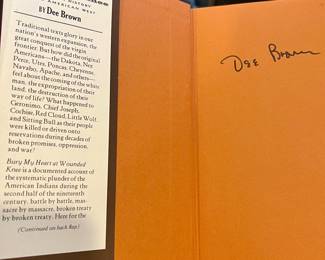 HISTORY
AMERICAN WEST
BY Dee Brown
Traditional texts glory in our
nation's western expansion, the
great conquest of the virgin
frontier. But how did the original
Americans—the Dakota, Nez
Perce, Utes, Poncas, Cheyenne,
Navaho, Apache, and others—
feel about the coming of the white
man, the expropriation of their
land, the destruction of their
way of life? What happened to
Geronimo, Chief Joseph,
Cochise, Red Cloud, Little Wolf,
and Sitting Bull as their people
were killed or driven onto
reservations during decades of
broken promises, oppression,
and war?
Bury My Heart at Wounded
Knee is a documented account of
the systematic plunder of the
American Indians during the
second half of the nineteenth
century, battle by battle, mas-
sacre by massacre, broken treaty
by broken treaty. Here for the
(Continued on back flap)
Dee Brown